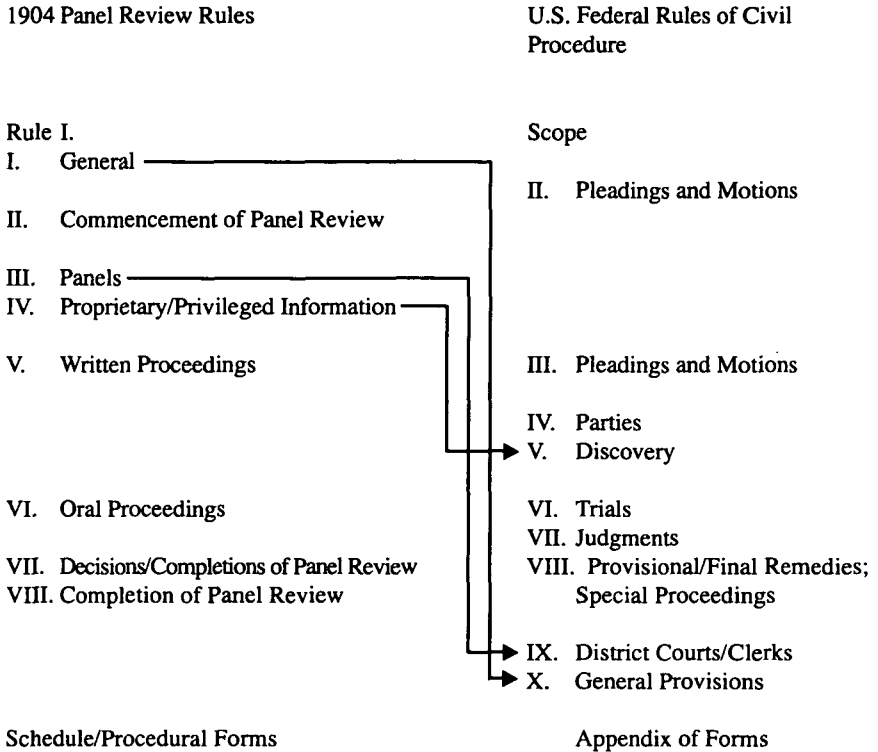 1904 Panel Review Rules
U.S. Federal Rules of Civil
Procedure
Rule I.
Scope
I. General
II. Pleadings and Motions
II. Commencement of Panel Review
III. Panels
IV. Proprietary/Privileged Information
V. Written Proceedings
III. Pleadings and Motions
IV. Parties
V. Discovery
VI. Oral Proceedings
VI. Trials
VII. Judgments
VII. Decisions/Completions of Panel Review
VIII. Provisional/Final Remedies;
VIII. Completion of Panel Review
Special Proceedings
IX. District Courts/Clerks
X. General Provisions
Schedule/Procedural Forms
Appendix of Forms